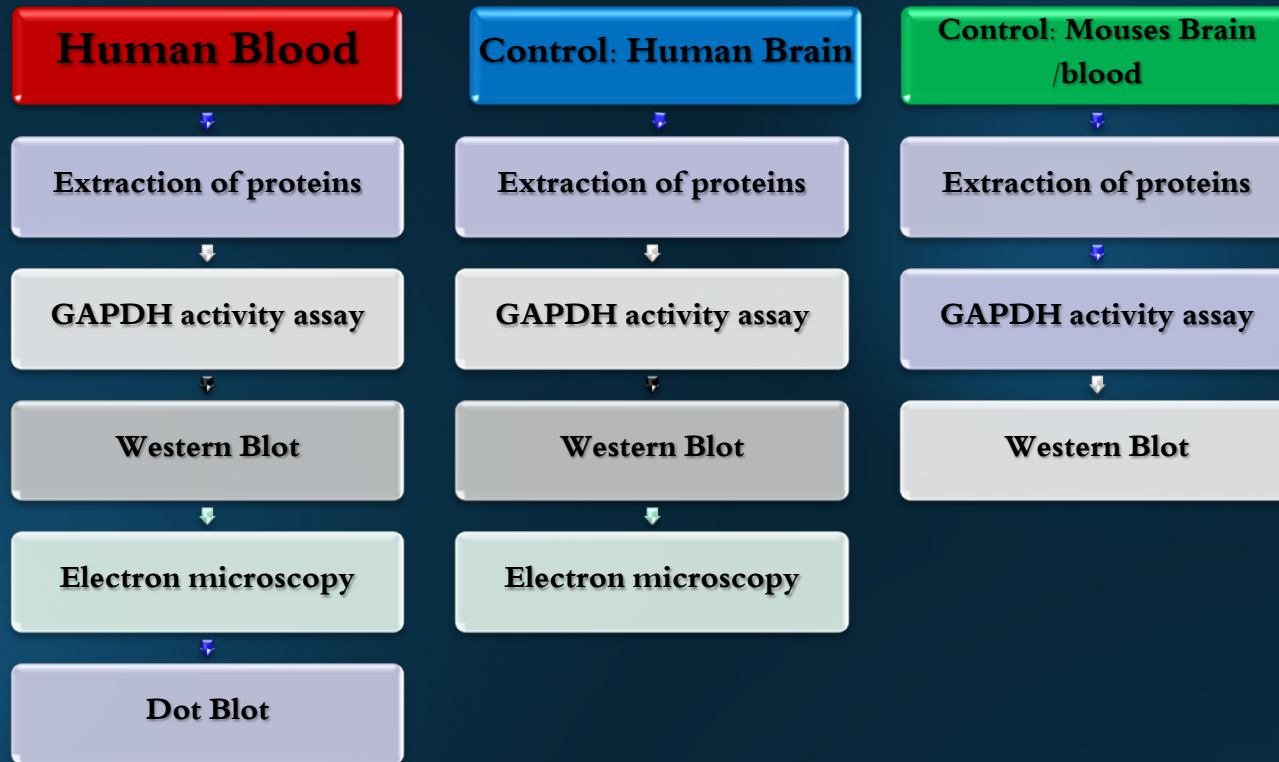 Human Blood
Extraction of proteins
GAPDH activity assay
Western Blot
Electron microscopy
Dot Blot
Control: Human Brain
Extraction of proteins
GAPDH activity assay
Western Blot
Electron microscopy
Control: Mouses Brain
/blood
Extraction of proteins
GAPDH activity assay
Western Blot